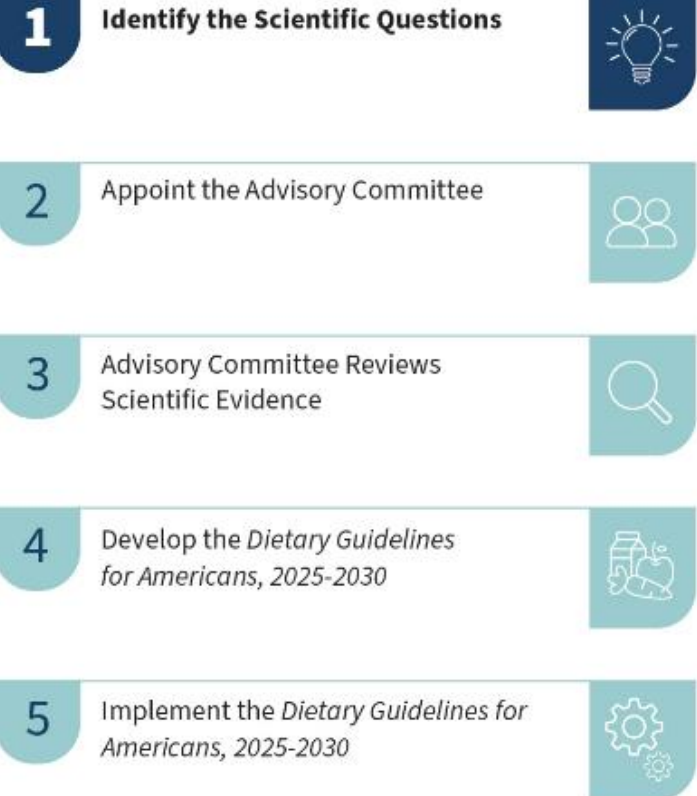 1
Identify the Scientific Questions
2
Appoint the Advisory Committee
3
Advisory Committee Reviews
Scientific Evidence
4
Develop the Dietary Guidelines
for Americans, 2025-2030
5
Implement the Dietary Guidelines for
Americans, 2025-2030